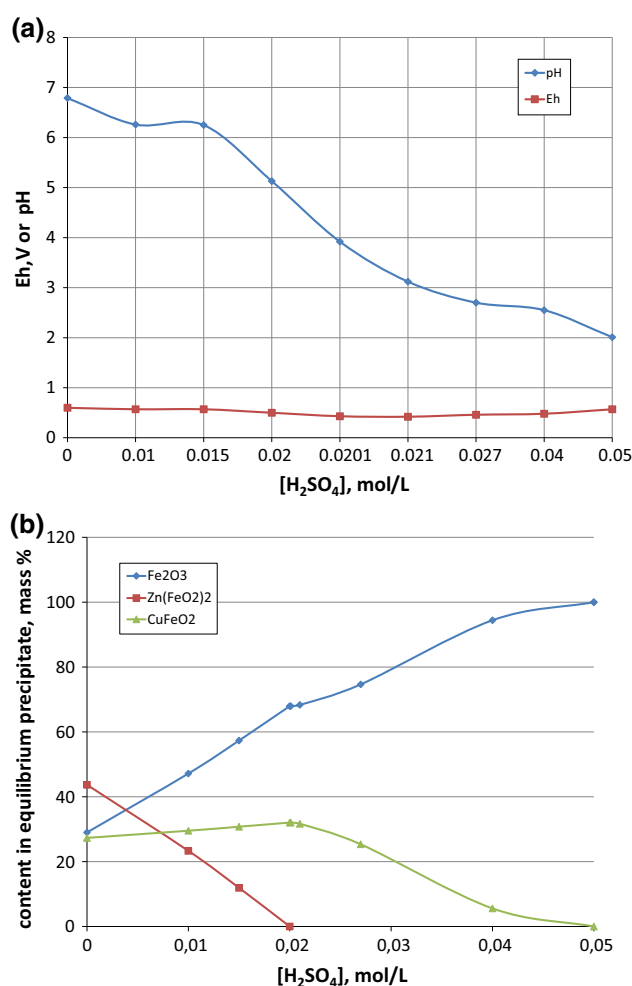 (a)
8
7
6
5
4
3
2
1
0
Eh,V or pH
pH
Eh
0 0.01 0.015 0.02 0.0201 0.021 0.027 0.04 0.05
[H₂SO₄], mol/L
(b)
120
100
80
60
40
20
0
content in equilibrium precipitate, mass %
Fe2O3
Zn(FeO2)2
CuFeO2
0 0,01 0,02 0,03 0,04 0,05
[H₂SO₄], mol/L